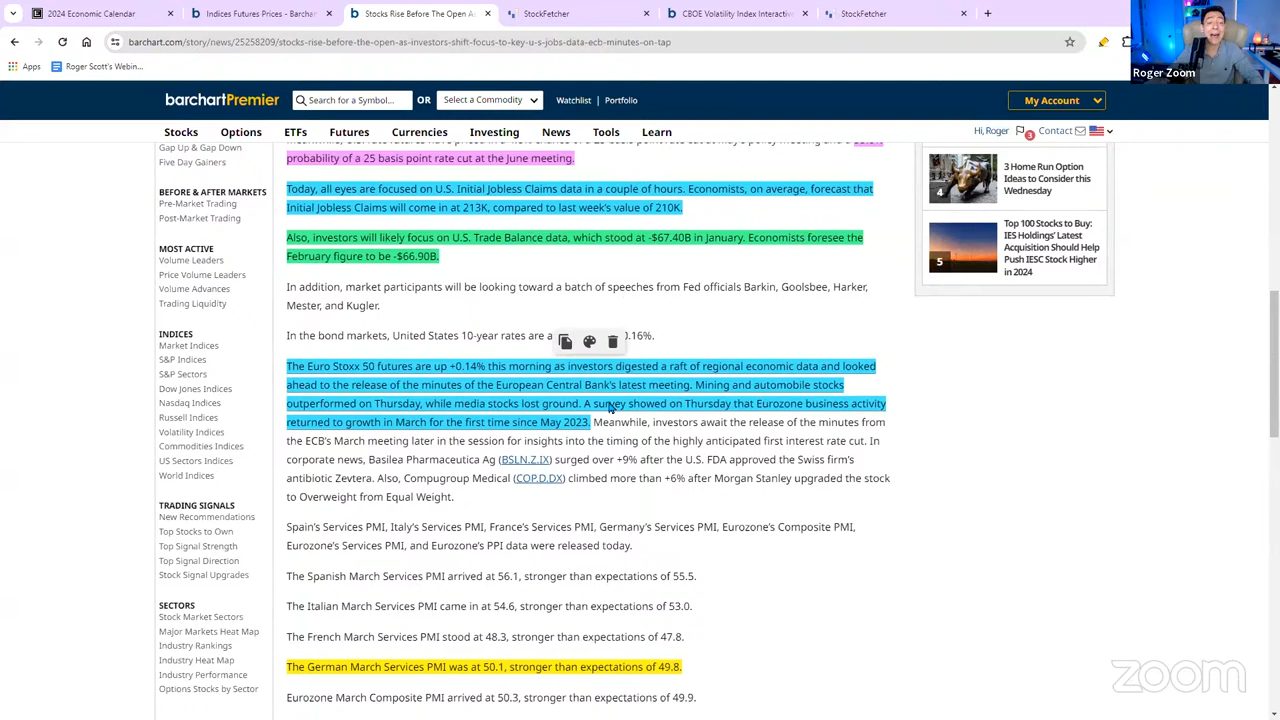 2024 Economic Calendar
Indices Futures Prices - Barchar
Stocks Rise Before The Open As
StockFetcher
CBOE Volatility Index Interactiv
StockFetcher
barchart.com/story/news/25258209/stocks-rise-before-the-open-as-investors-shift-focus-to-key-u-s-jobs-data-ecb-minutes-on-tap
Apps
Roger Scott's Webin...
Roger Zoom
barchartPremier
Search for a Symbol...
OR
Select a Commodity
Watchlist
Portfolio
My Account
Stocks
Options
ETFs
Futures
Currencies
Investing
News
Tools
Learn
Hi, Roger
3
Contact
Gap Up & Gap Down
Five Day Gainers
BEFORE & AFTER MARKETS
Pre-Market Trading
Post-Market Trading
MOST ACTIVE
Volume Leaders
Price Volume Leaders
Volume Advances
Trading Liquidity
INDICES
Market Indices
S&P Indices
S&P Sectors
Dow Jones Indices
Nasdaq Indices
Russell Indices
Volatility Indices
Commodities Indices
US Sectors Indices
World Indices
TRADING SIGNALS
New Recommendations
Top Stocks to Own
Top Signal Strength
Top Signal Direction
Stock Signal Upgrades
SECTORS
Stock Market Sectors
Major Markets Heat Map
Industry Rankings
Industry Heat Map
Industry Performance
Options Stocks by Sector
probability of a 25 basis point rate cut at the June meeting.
Today, all eyes are focused on U.S. Initial Jobless Claims data in a couple of hours. Economists, on average, forecast that
Initial Jobless Claims will come in at 213K, compared to last week's value of 210K.
Also, investors will likely focus on U.S. Trade Balance data, which stood at -$67.40B in January. Economists foresee the
February figure to be -$66.90B.
In addition, market participants will be looking toward a batch of speeches from Fed officials Barkin, Goolsbee, Harker,
Mester, and Kugler.
In the bond markets, United States 10-year rates are a 0.16%.
The Euro Stoxx 50 futures are up +0.14% this morning as investors digested a raft of regional economic data and looked
ahead to the release of the minutes of the European Central Bank's latest meeting. Mining and automobile stocks
outperformed on Thursday, while media stocks lost ground. A survey showed on Thursday that Eurozone business activity
returned to growth in March for the first time since May 2023. Meanwhile, investors await the release of the minutes from
the ECB's March meeting later in the session for insights into the timing of the highly anticipated first interest rate cut. In
corporate news, Basilea Pharmaceutica Ag (BSLN.Z.IX) surged over +9% after the U.S. FDA approved the Swiss firm's
antibiotic Zevtera. Also, Compugroup Medical (COP.D.DX) climbed more than +6% after Morgan Stanley upgraded the stock
to Overweight from Equal Weight.
Spain's Services PMI, Italy's Services PMI, France's Services PMI, Germany's Services PMI, Eurozone's Composite PMI,
Eurozone's Services PMI, and Eurozone's PPI data were released today.
The Spanish March Services PMI arrived at 56.1, stronger than expectations of 55.5.
The Italian March Services PMI came in at 54.6, stronger than expectations of 53.0.
The French March Services PMI stood at 48.3, stronger than expectations of 47.8.
The German March Services PMI was at 50.1, stronger than expectations of 49.8.
Eurozone March Composite PMI arrived at 50.3, stronger than expectations of 49.9.
4
3 Home Run Option
Ideas to Consider this
Wednesday
5
Top 100 Stocks to Buy:
IES Holdings' Latest
Acquisition Should Help
Push IESC Stock Higher
in 2024
zoom